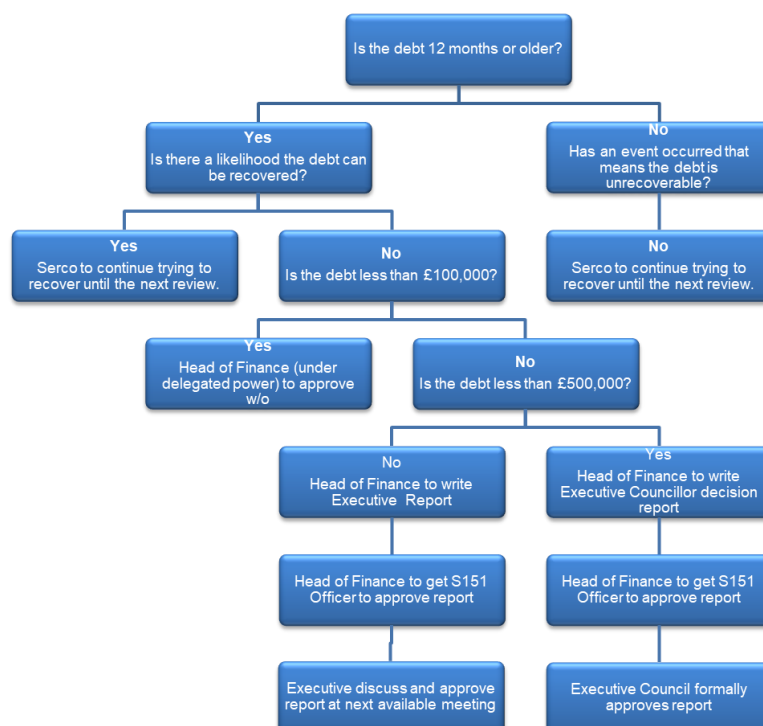 Is the debt 12 months or older?
Yes
Is there a likelihood the debt can
be recovered?
No
Has an event occurred that
means the debt is
unrecoverable?
Yes
Serco to continue trying to
recover until the next review.
No
Is the debt less than £100,000?
No
Serco to continue trying to
recover until the next review.
Yes
Head of Finance (under
delegated power) to approve
w/o
No
Is the debt less than £500,000?
No
Head of Finance to write
Executive Report
Yes
Head of Finance to write
Executive Councillor decision
report
Head of Finance to get S151
Officer to approve report
Head of Finance to get S151
Officer to approve report
Executive discuss and approve
report at next available meeting
Executive Council formally
approves report